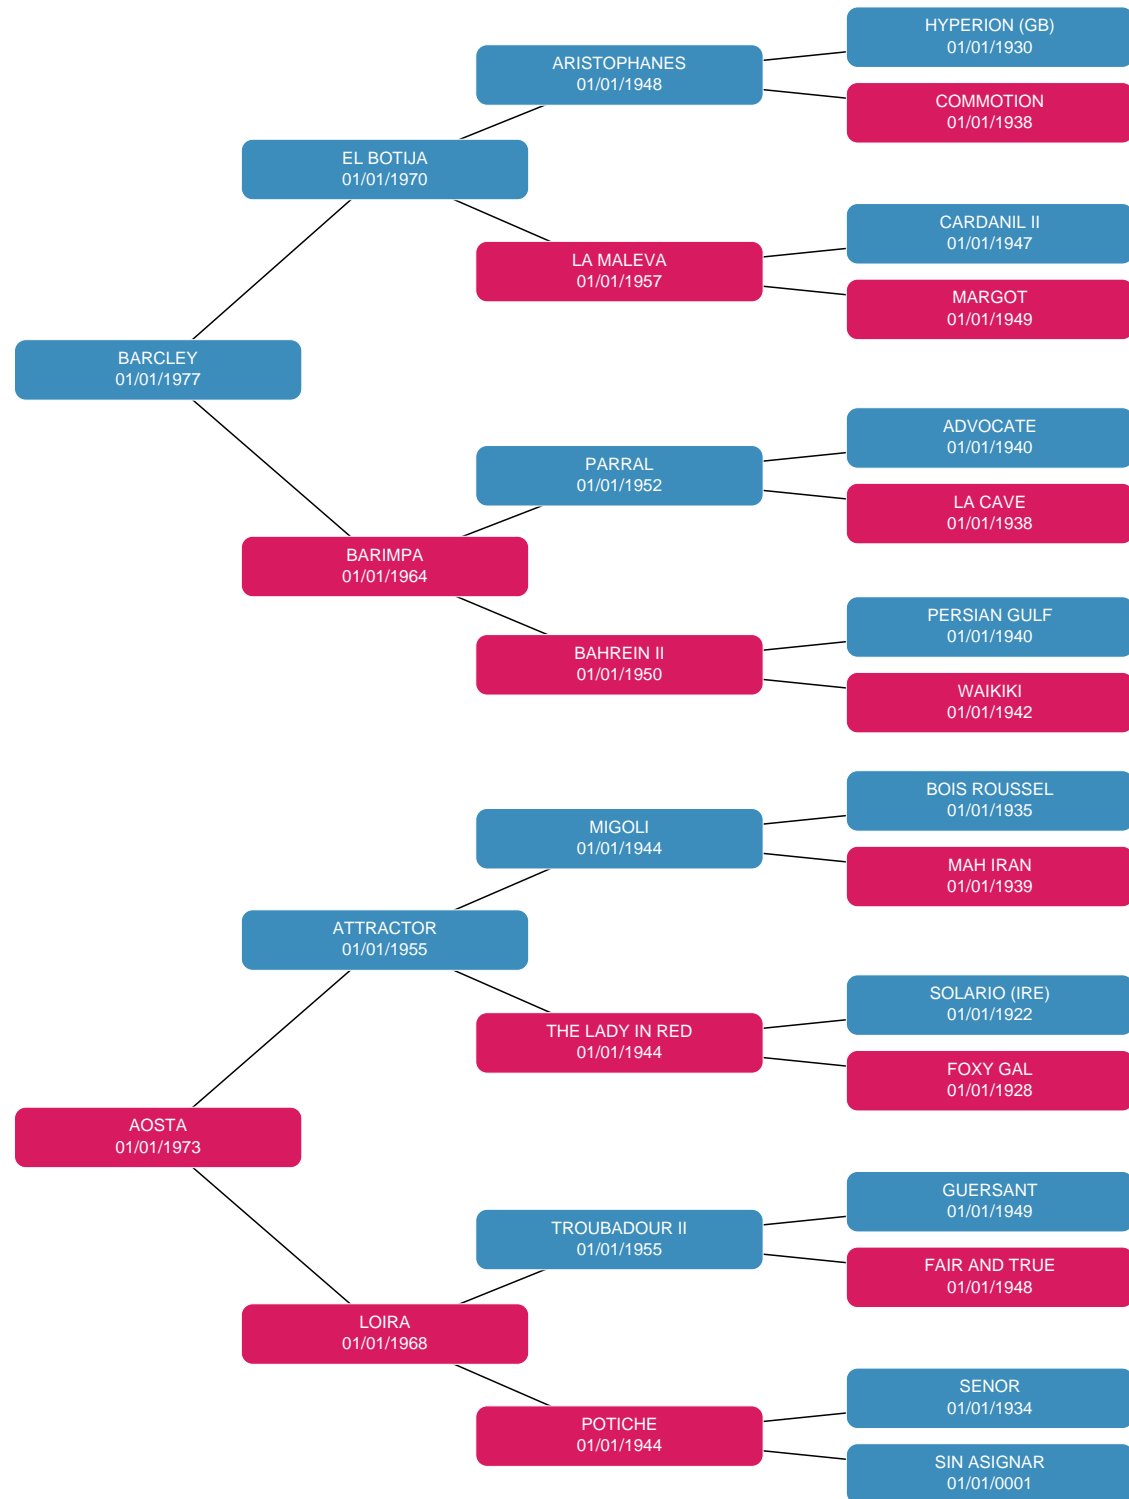 HYPERION (GB)
01/01/1930
ARISTOPHANES
01/01/1948
COMMOTION
01/01/1938
EL BOTIJA
01/01/1970
CARDANIL II
01/01/1947
LA MALEVA
01/01/1957
MARGOT
01/01/1949
BARCLEY
01/01/1977
ADVOCATE
01/01/1940
PARRAL
01/01/1952
LA CAVE
01/01/1938
BARIMPA
01/01/1964
PERSIAN GULF
01/01/1940
BAHREIN II
01/01/1950
WAIKIKI
01/01/1942
BOIS ROUSSEL
01/01/1935
MIGOLI
01/01/1944
MAH IRAN
01/01/1939
ATTRACTOR
01/01/1955
SOLARIO (IRE)
01/01/1922
THE LADY IN RED
01/01/1944
FOXY GAL
01/01/1928
AOSTA
01/01/1973
GUERSANT
01/01/1949
TROUBADOUR II
01/01/1955
FAIR AND TRUE
01/01/1948
LOIRA
01/01/1968
SENOR
01/01/1934
POTICHE
01/01/1944
SIN ASIGNAR
01/01/0001